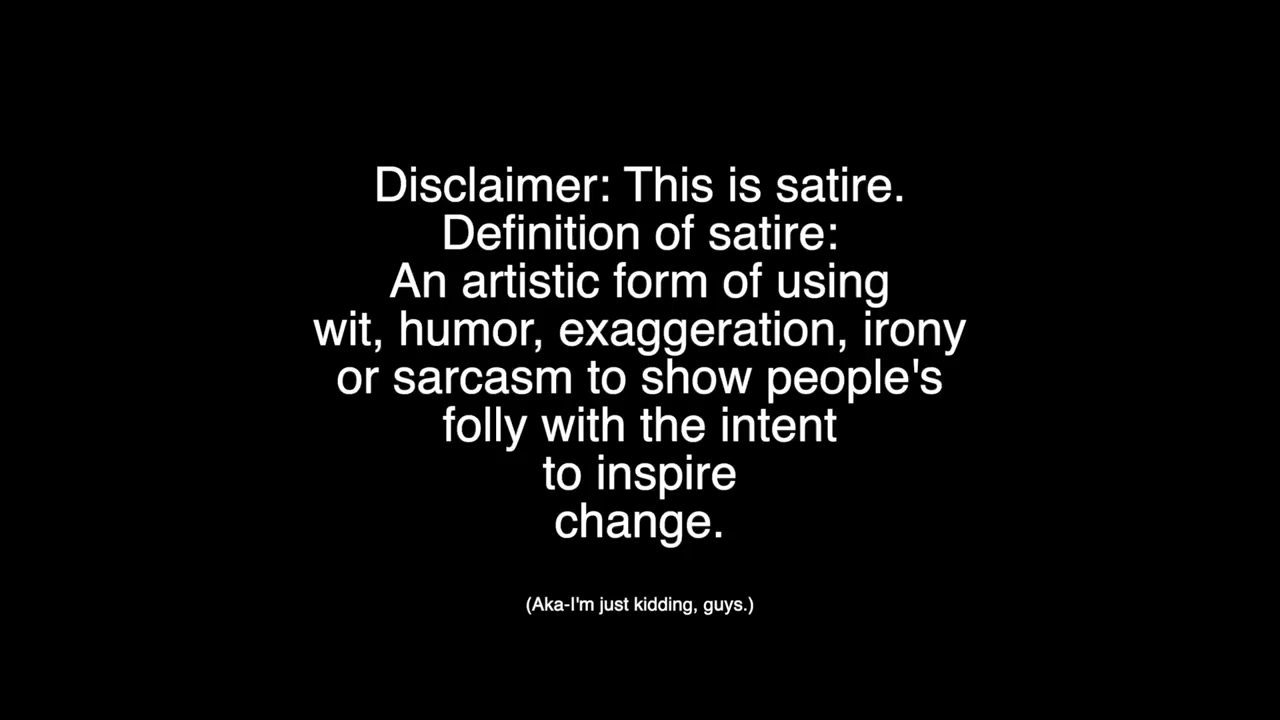 Disclaimer: This is satire.
Definition of satire:
An artistic form of using
wit, humor, exaggeration, irony
or sarcasm to show people's
folly with the intent
to inspire
change.
(Aka-I'm just kidding, guys.)